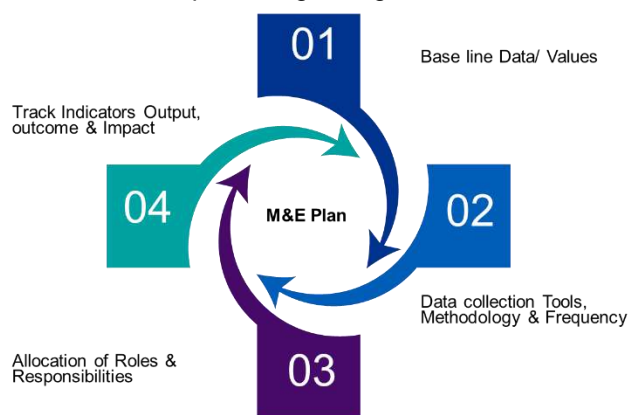 01
Base line Data/ Values
Track Indicators Output,
outcome & Impact
04
M&E Plan
02
Data collection Tools,
Methodology & Frequency
Allocation of Roles &
Responsibilities
03